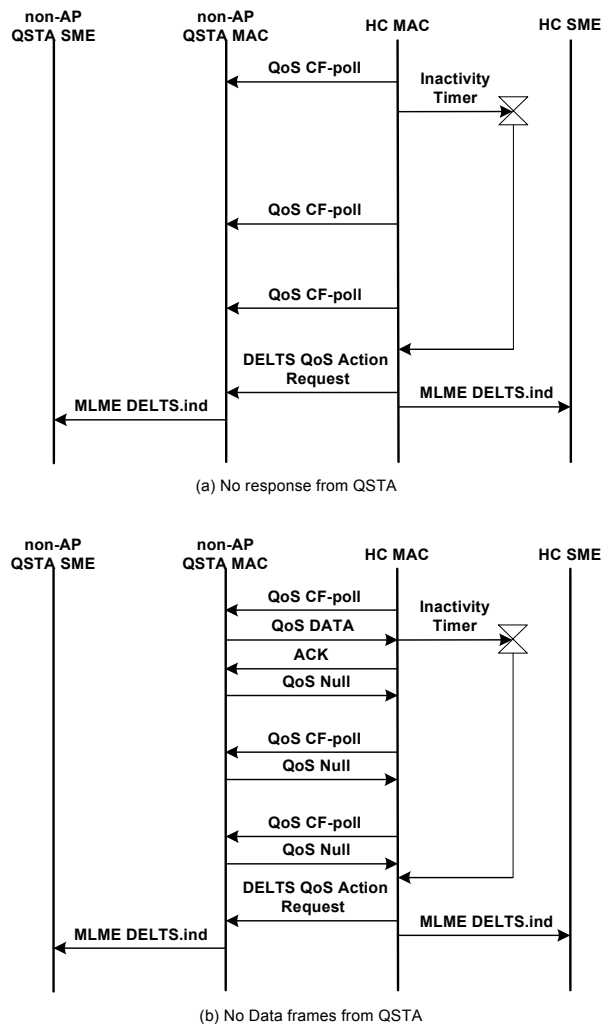 non-AP
QSTA SME
non-AP
QSTA MAC
HC MAC
HC SME
QoS CF-poll
Inactivity
Timer
QoS CF-poll
QoS CF-poll
DELTS QoS Action
Request
MLME DELTS.ind
MLME DELTS.ind
(a) No response from QSTA
non-AP
QSTA SME
non-AP
QSTA MAC
HC MAC
HC SME
QoS CF-poll
Inactivity
Timer
QoS DATA
ACK
QoS Null
QoS CF-poll
QoS Null
QoS CF-poll
QoS Null
DELTS QoS Action
Request
MLME DELTS.ind
MLME DELTS.ind
(b) No Data frames from QSTA